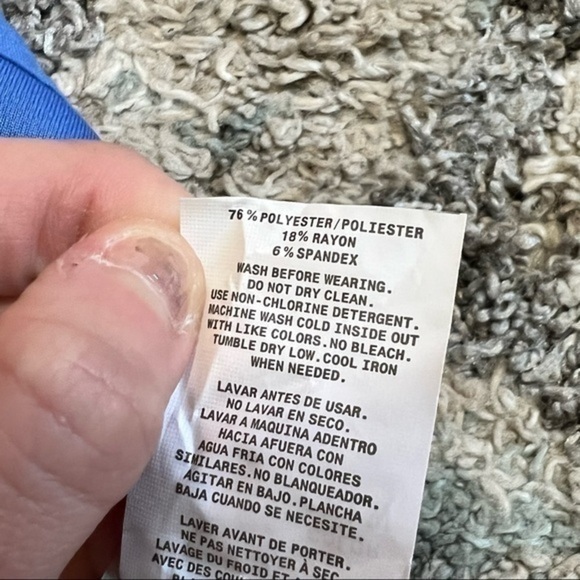 76% POLYESTER/POLIESTER
18% RAYON
6% SPANDEX
WASH BEFORE WEARING.
DO NOT DRY CLEAN.
USE NON-CHLORINE DETERGENT.
MACHINE WASH COLD INSIDE OUT
WITH LIKE COLORS. NO BLEACH.
TUMBLE DRY LOW. COOL IRON
WHEN NEEDED.
LAVAR ANTES DE USAR.
NO LAVAR EN SECO.
LAVAR A MAQUINA ADENTRO
HACIA AFUERA CON
AGUA FRIA CON COLORES
SIMILARES. NO BLANQUEADOR.
AGITAR EN BAJO. PLANCHA
BAJA CUANDO SE NECESITE.
LAVER AVANT DE PORTER.
NE PAS NETTOYER À SEC
LAVAGE DU FROID ET
AVEC DES